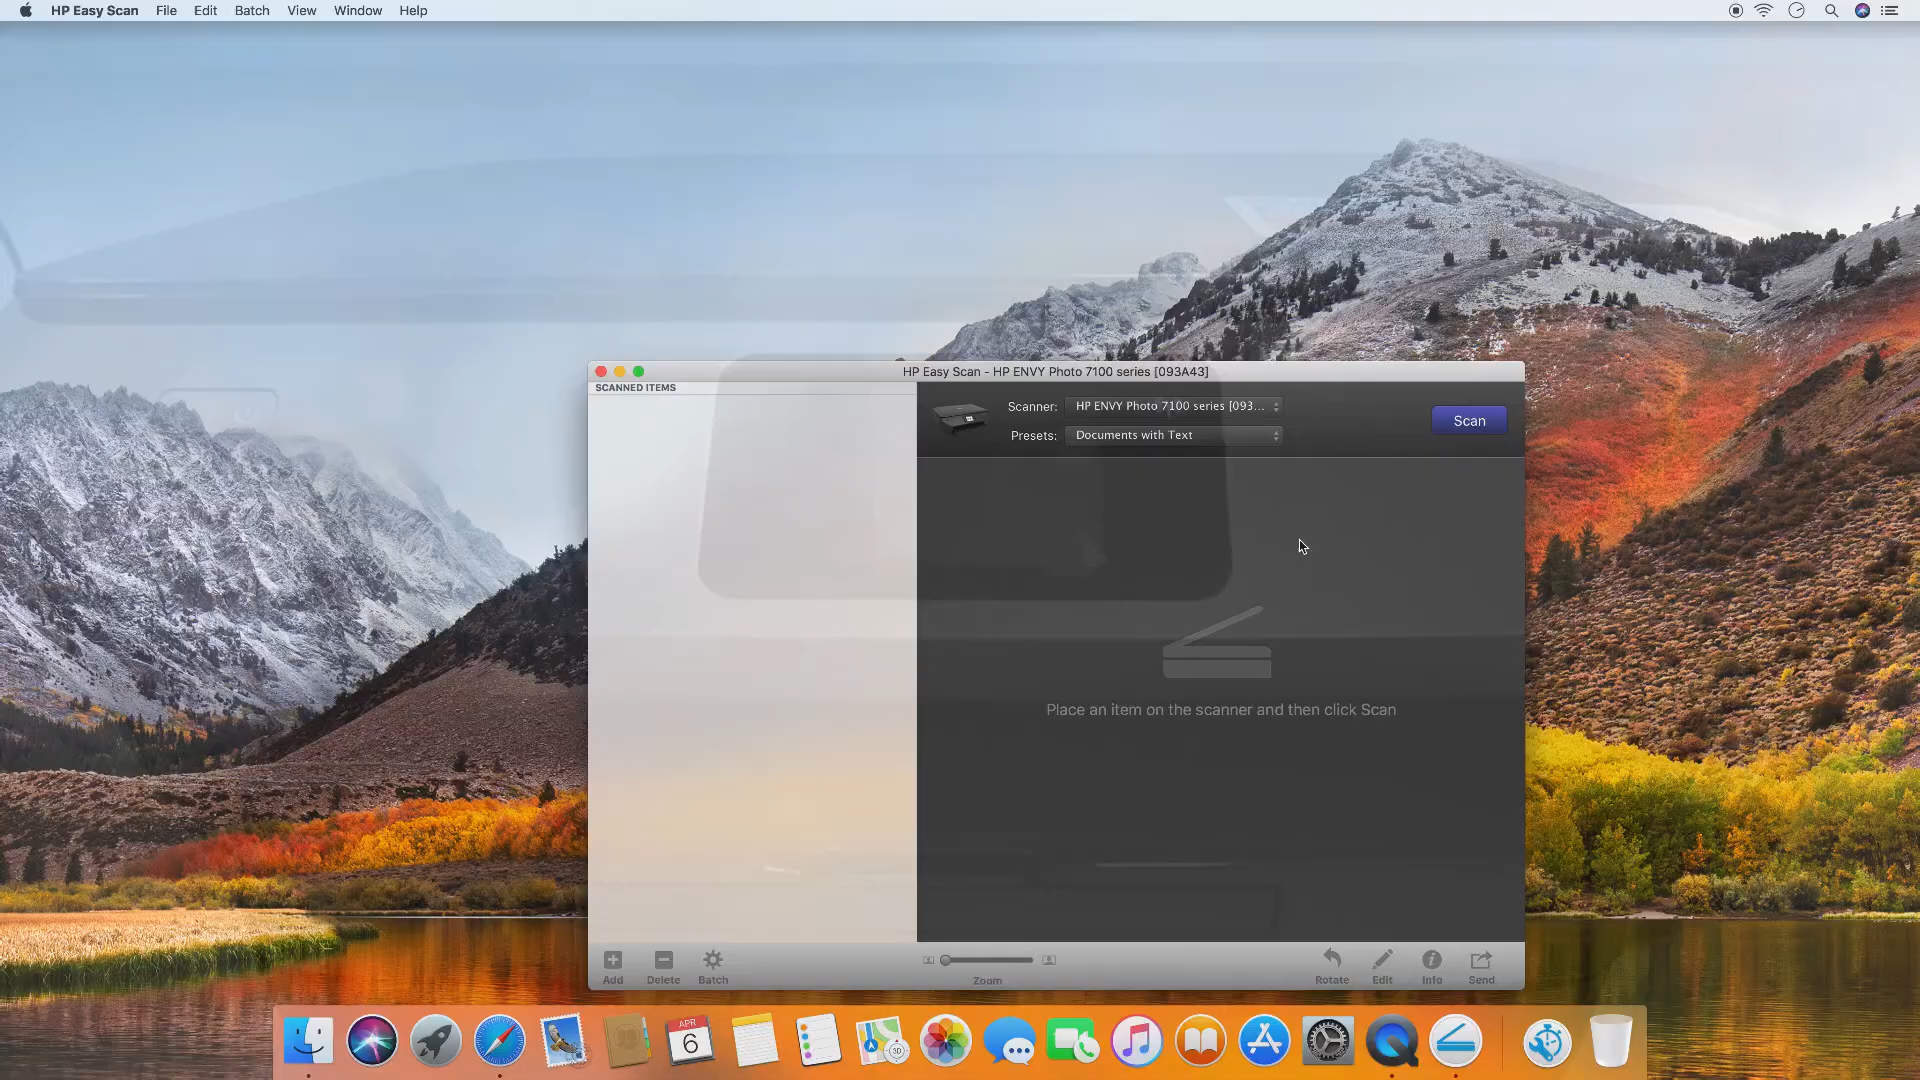 HP Easy Scan File Edit Batch View Window Help
HP Easy Scan - HP ENVY Photo 7100 series [093A43]
SCANNED ITEMS
Scanner: HP ENVY Photo 7100 series [093...
Scan
Presets: Documents with Text
Place an item on the scanner and then click Scan
Add Delete Batch Zoom Rotate Edit Info Send
APR
6
3D